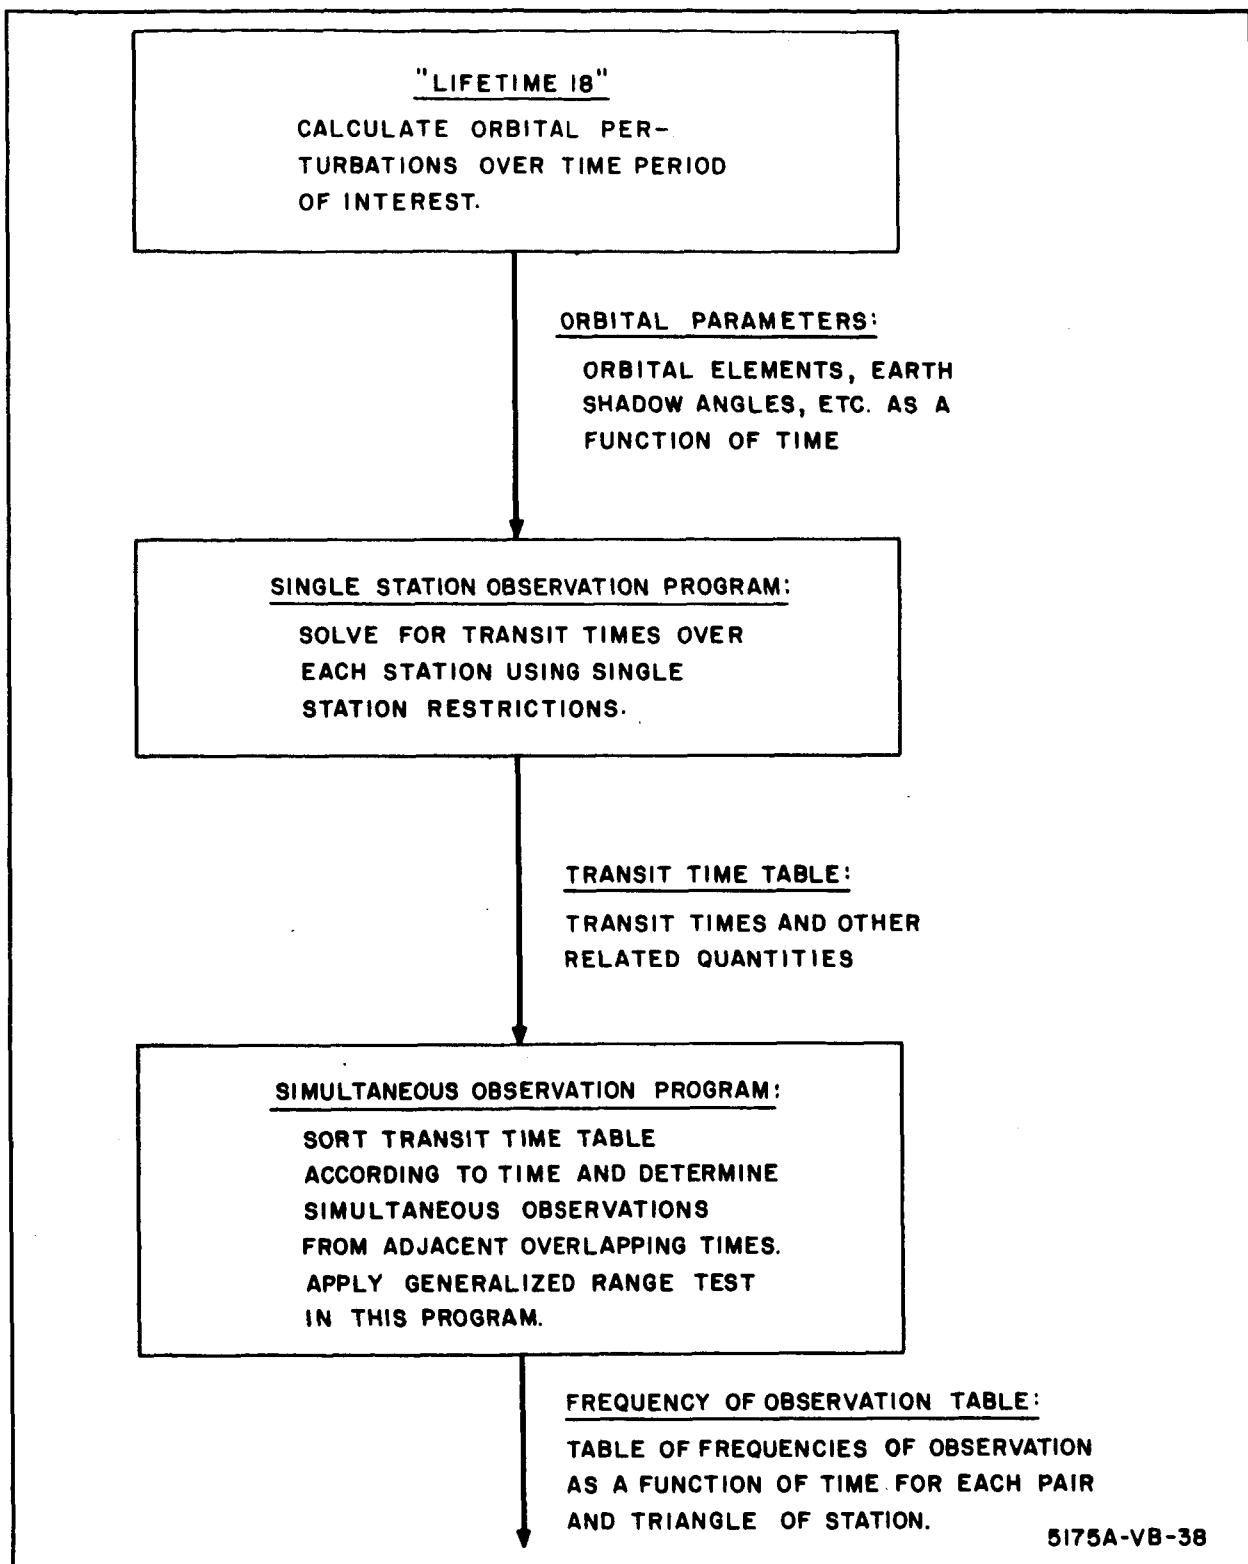 "LIFETIME 18"
CALCULATE ORBITAL PER-
TURBATIONS OVER TIME PERIOD
OF INTEREST.
ORBITAL PARAMETERS:
ORBITAL ELEMENTS, EARTH
SHADOW ANGLES, ETC. AS A
FUNCTION OF TIME
SINGLE STATION OBSERVATION PROGRAM:
SOLVE FOR TRANSIT TIMES OVER
EACH STATION USING SINGLE
STATION RESTRICTIONS.
TRANSIT TIME TABLE:
TRANSIT TIMES AND OTHER
RELATED QUANTITIES
SIMULTANEOUS OBSERVATION PROGRAM:
SORT TRANSIT TIME TABLE
ACCORDING TO TIME AND DETERMINE
SIMULTANEOUS OBSERVATIONS
FROM ADJACENT OVERLAPPING TIMES.
APPLY GENERALIZED RANGE TEST
IN THIS PROGRAM.
FREQUENCY OF OBSERVATION TABLE:
TABLE OF FREQUENCIES OF OBSERVATION
AS A FUNCTION OF TIME FOR EACH PAIR
AND TRIANGLE OF STATION.
5175A-VB-38